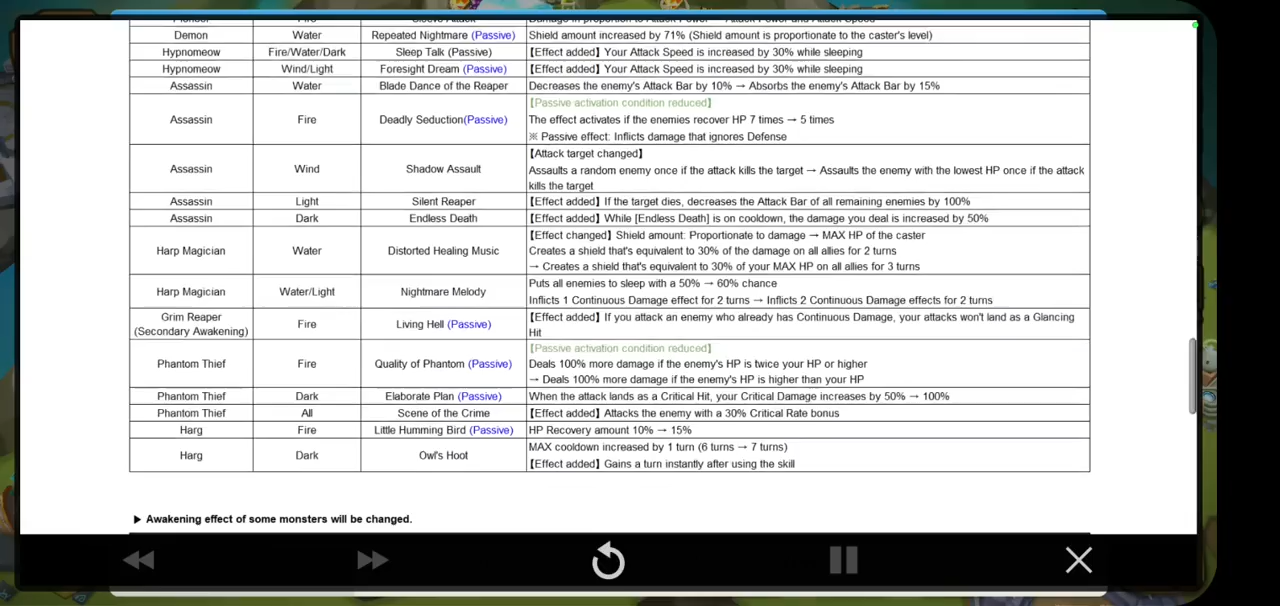 Pioneer Fire Sleeve Attack Damage in proportion to Attack Power → Attack Power and Attack Speed
Demon Water Repeated Nightmare (Passive) Shield amount increased by 71% (Shield amount is proportionate to the caster's level)
Hypnomeow Fire/Water/Dark Sleep Talk (Passive) 【Effect added】 Your Attack Speed is increased by 30% while sleeping
Hypnomeow Wind/Light Foresight Dream (Passive) 【Effect added】 Your Attack Speed is increased by 30% while sleeping
Assassin Water Blade Dance of the Reaper Decreases the enemy's Attack Bar by 10% → Absorbs the enemy's Attack Bar by 15%
【Passive activation condition reduced】
Assassin Fire Deadly Seduction(Passive) The effect activates if the enemies recover HP 7 times → 5 times
※ Passive effect: Inflicts damage that ignores Defense
【Attack target changed】
Assassin Wind Shadow Assault Assaults a random enemy once if the attack kills the target → Assaults the enemy with the lowest HP once if the attack
kills the target
Assassin Light Silent Reaper 【Effect added】 If the target dies, decreases the Attack Bar of all remaining enemies by 100%
Assassin Dark Endless Death 【Effect added】 While [Endless Death] is on cooldown, the damage you deal is increased by 50%
【Effect changed】 Shield amount: Proportionate to damage → MAX HP of the caster
Harp Magician Water Distorted Healing Music Creates a shield that's equivalent to 30% of the damage on all allies for 2 turns
→ Creates a shield that's equivalent to 30% of your MAX HP on all allies for 3 turns
Harp Magician Water/Light Nightmare Melody Puts all enemies to sleep with a 50% → 60% chance
Inflicts 1 Continuous Damage effect for 2 turns → Inflicts 2 Continuous Damage effects for 2 turns
Grim Reaper
(Secondary Awakening) Fire Living Hell (Passive) 【Effect added】 If you attack an enemy who already has Continuous Damage, your attacks won't land as a Glancing
Hit
【Passive activation condition reduced】
Phantom Thief Fire Quality of Phantom (Passive) Deals 100% more damage if the enemy's HP is twice your HP or higher
→ Deals 100% more damage if the enemy's HP is higher than your HP
Phantom Thief Dark Elaborate Plan (Passive) When the attack lands as a Critical Hit, your Critical Damage increases by 50% → 100%
Phantom Thief All Scene of the Crime 【Effect added】 Attacks the enemy with a 30% Critical Rate bonus
Harg Fire Little Humming Bird (Passive) HP Recovery amount 10% → 15%
Harg Dark Owl's Hoot MAX cooldown increased by 1 turn (6 turns → 7 turns)
【Effect added】 Gains a turn instantly after using the skill
▶ Awakening effect of some monsters will be changed.